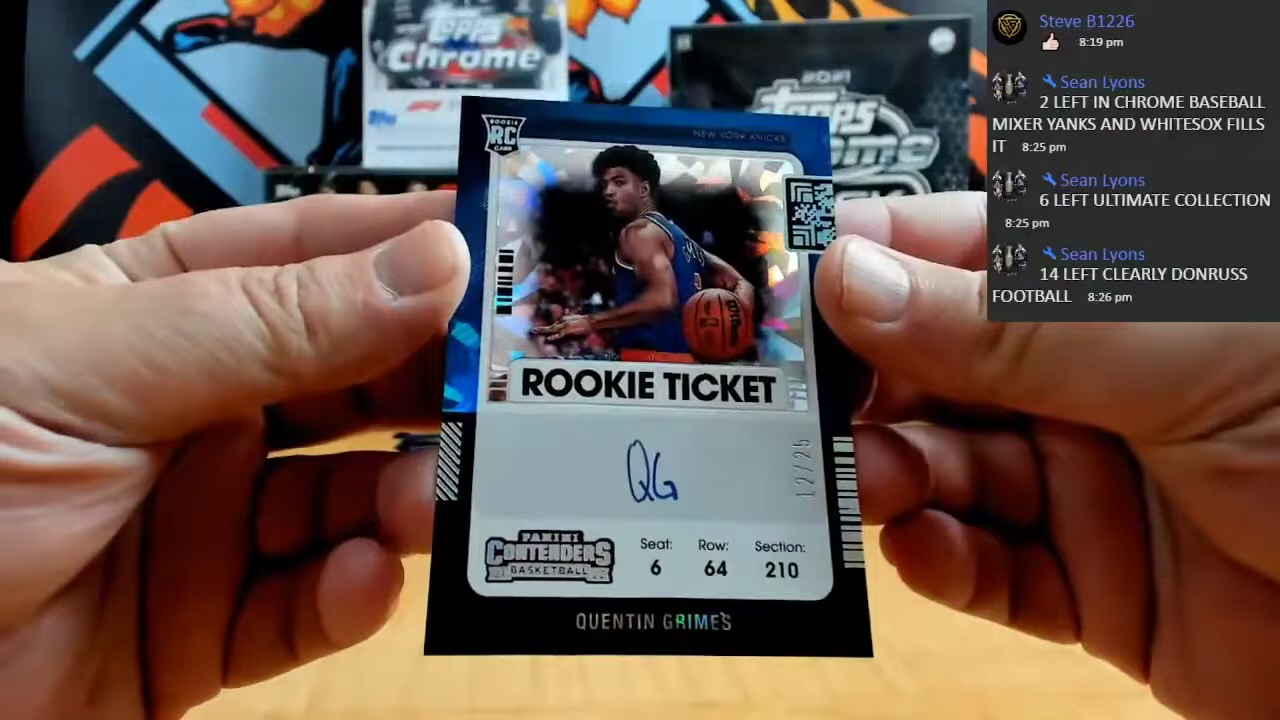 Topps
Chrome
2021
Topps
ROOKIE
RC
CARD
NEW YORK KNICKS
ROOKIE TICKET
QG
12/25
PANINI
CONTENDERS
BASKETBALL
Seat: Row: Section:
6 64 210
QUENTIN GRIMES
Steve B1226
8:19 pm
Sean Lyons
2 LEFT IN CHROME BASEBALL
MIXER YANKS AND WHITESOX FILLS
IT 8:25 pm
Sean Lyons
6 LEFT ULTIMATE COLLECTION
8:25 pm
Sean Lyons
14 LEFT CLEARLY DONRUSS
FOOTBALL 8:26 pm